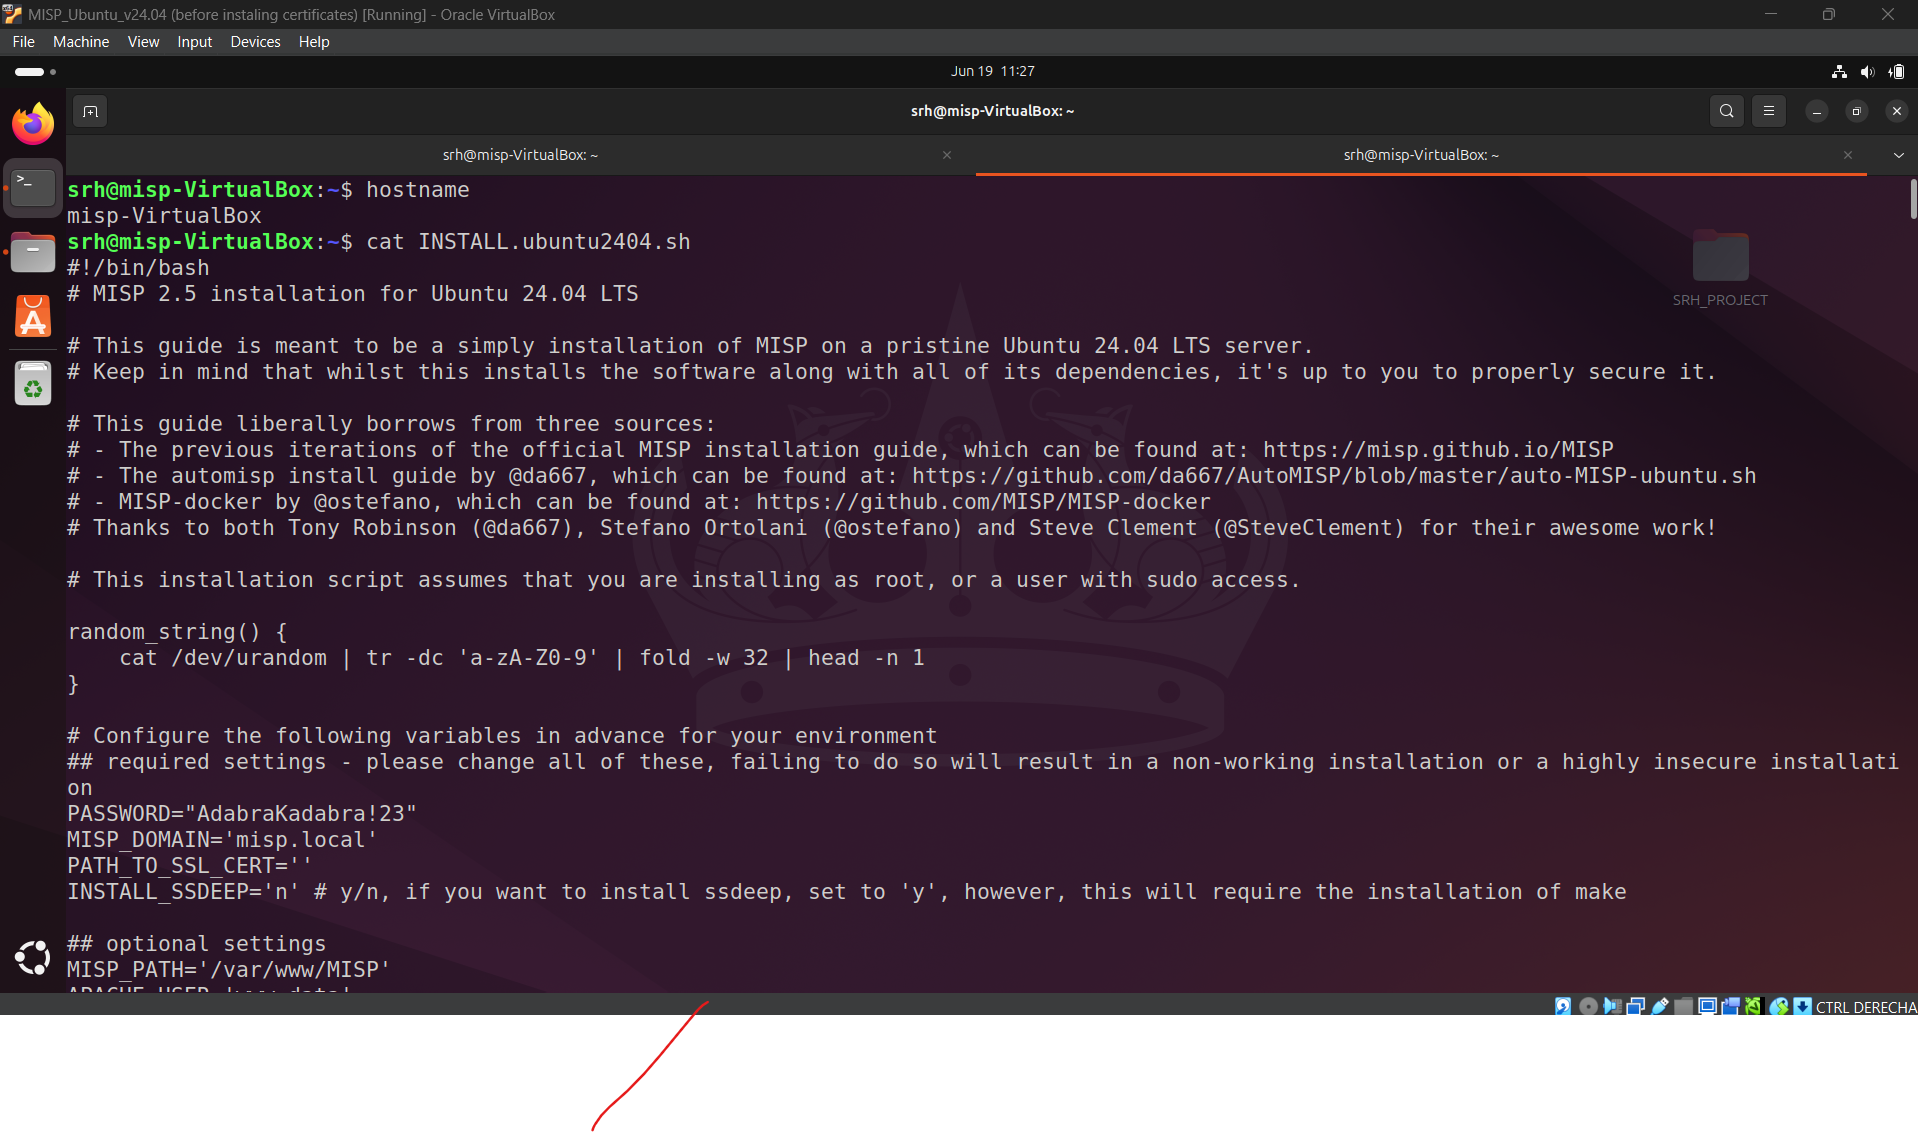 MISP_Ubuntu_v24.04 (before instaling certificates) [Running] - Oracle VirtualBox
File Machine View Input Devices Help
Jun 19 11:27
srh@misp-VirtualBox: ~
srh@misp-VirtualBox: ~
srh@misp-VirtualBox: ~
srh@misp-VirtualBox:~$ hostname
misp-VirtualBox
srh@misp-VirtualBox:~$ cat INSTALL.ubuntu2404.sh
#!/bin/bash
# MISP 2.5 installation for Ubuntu 24.04 LTS
SRH_PROJECT
# This guide is meant to be a simply installation of MISP on a pristine Ubuntu 24.04 LTS server.
# Keep in mind that whilst this installs the software along with all of its dependencies, it's up to you to properly secure it.
# This guide liberally borrows from three sources:
# - The previous iterations of the official MISP installation guide, which can be found at: https://misp.github.io/MISP
# - The automisp install guide by @da667, which can be found at: https://github.com/da667/AutoMISP/blob/master/auto-MISP-ubuntu.sh
# - MISP-docker by @ostefano, which can be found at: https://github.com/MISP/MISP-docker
# Thanks to both Tony Robinson (@da667), Stefano Ortolani (@ostefano) and Steve Clement (@SteveClement) for their awesome work!
# This installation script assumes that you are installing as root, or a user with sudo access.
random_string() {
    cat /dev/urandom | tr -dc 'a-zA-Z0-9' | fold -w 32 | head -n 1
}
# Configure the following variables in advance for your environment
## required settings - please change all of these, failing to do so will result in a non-working installation or a highly insecure installati
on
PASSWORD="AdabraKadabra!23"
MISP_DOMAIN='misp.local'
PATH_TO_SSL_CERT=''
INSTALL_SSDEEP='n' # y/n, if you want to install ssdeep, set to 'y', however, this will require the installation of make
## optional settings
MISP_PATH='/var/www/MISP'
CTRL DERECHA